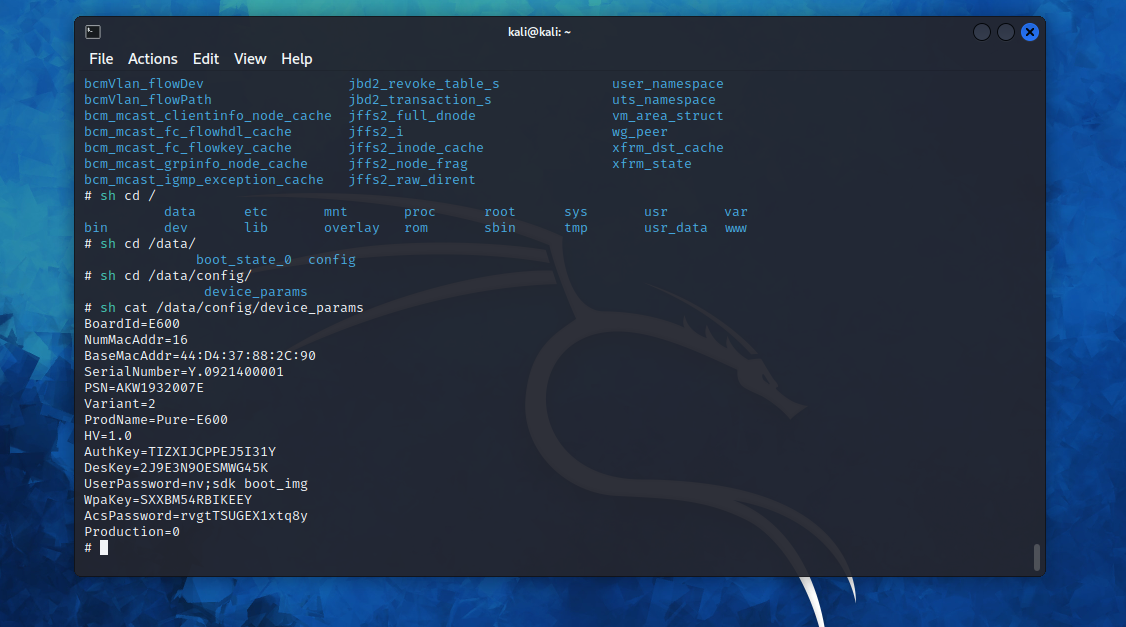 kali@kali: ~
File Actions Edit View Help
bcmVlan_flowDev jbd2_revoke_table_s user_namespace
bcmVlan_flowPath jbd2_transaction_s uts_namespace
bcm_mcast_clientinfo_node_cache jffs2_full_dnode vm_area_struct
bcm_mcast_fc_flowhdl_cache jffs2_i wg_peer
bcm_mcast_fc_flowkey_cache jffs2_inode_cache xfrm_dst_cache
bcm_mcast_grpinfo_node_cache jffs2_node_frag xfrm_state
bcm_mcast_igmp_exception_cache jffs2_raw_dirent
# sh cd /
data etc mnt proc root sys usr var
bin dev lib overlay rom sbin tmp usr_data www
# sh cd /data/
boot_state_0 config
# sh cd /data/config/
device_params
# sh cat /data/config/device_params
BoardId=E600
NumMacAddr=16
BaseMacAddr=44:D4:37:88:2C:90
SerialNumber=Y.0921400001
PSN=AKW1932007E
Variant=2
ProdName=Pure-E600
HV=1.0
AuthKey=TIZXIJCPPEJ5I31Y
DesKey=2J9E3N9OESMWG45K
UserPassword=nv;sdk boot_img
WpaKey=SXXBM54RBIKEEY
AcsPassword=rvgtTSUGEX1xtq8y
Production=0
#